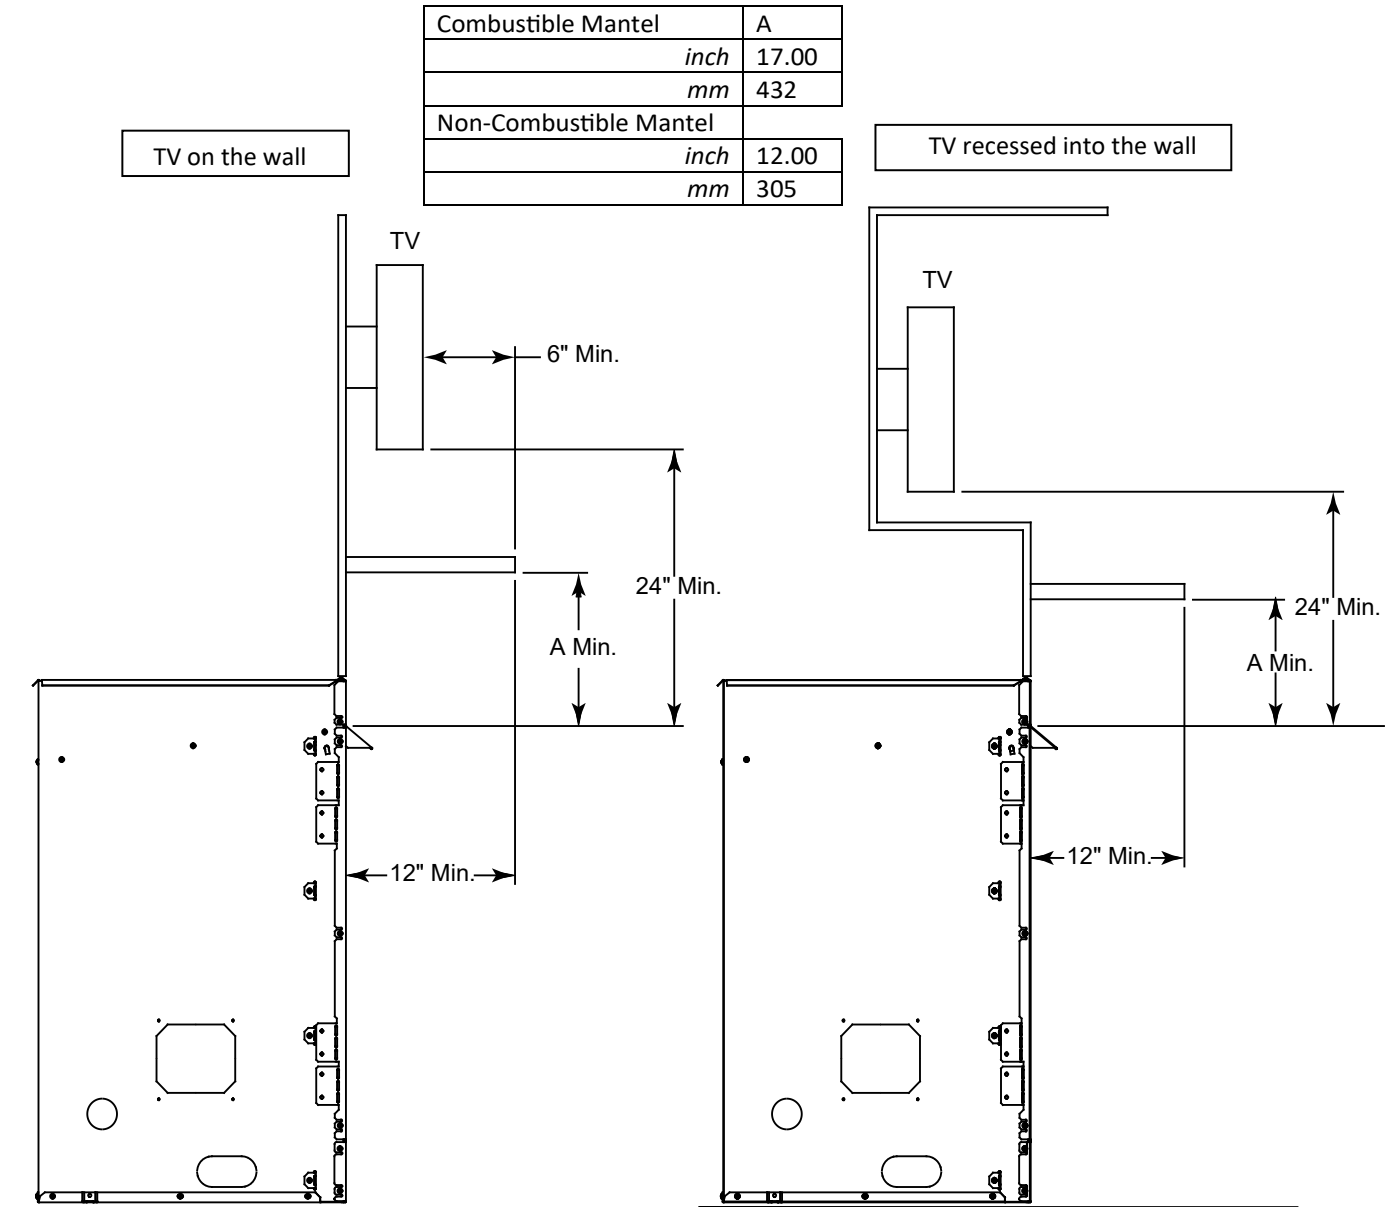 Combustible Mantel A
inch 17.00
mm 432
Non-Combustible Mantel
inch 12.00
mm 305
TV on the wall
TV
6" Min.
24" Min.
A Min.
12" Min.
TV recessed into the wall
TV
24" Min.
A Min.
12" Min.